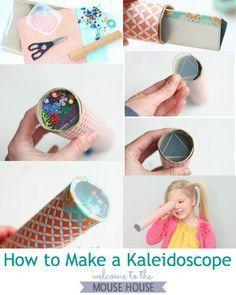 How to Make a Kaleidoscope
welcome to the
MOUSE HOUSE